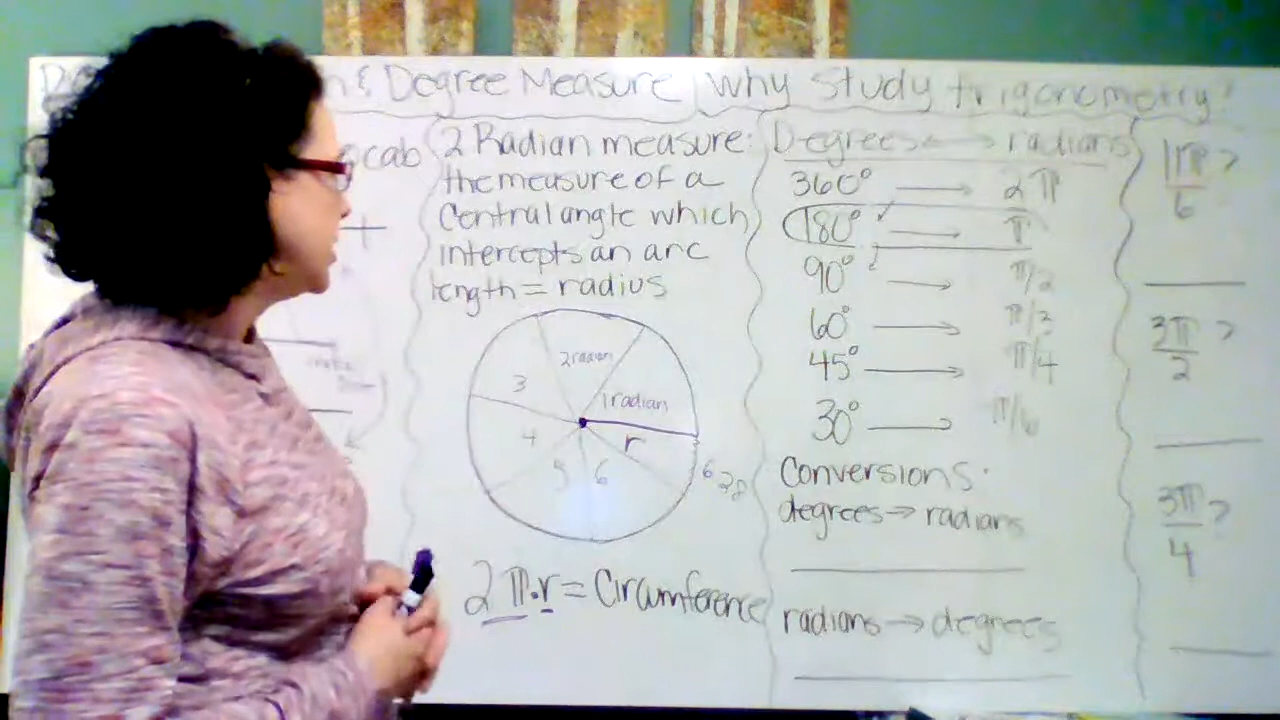 & Degree Measure Why Study trigonometry?
2 Radian measure:
the measure of a
Central angle which
intercepts an arc
length = radius
2 radian
1 radian
3
4
5
6
r
6.28
2π·r = Circumference
Degrees ↔ radians
360° → 2π
180° → π
90° → π/2
60° → π/3
45° → π/4
30° → π/6
Conversions:
degrees → radians
radians → degrees
11π/6 ?
3π/2 ?
3π/4 ?